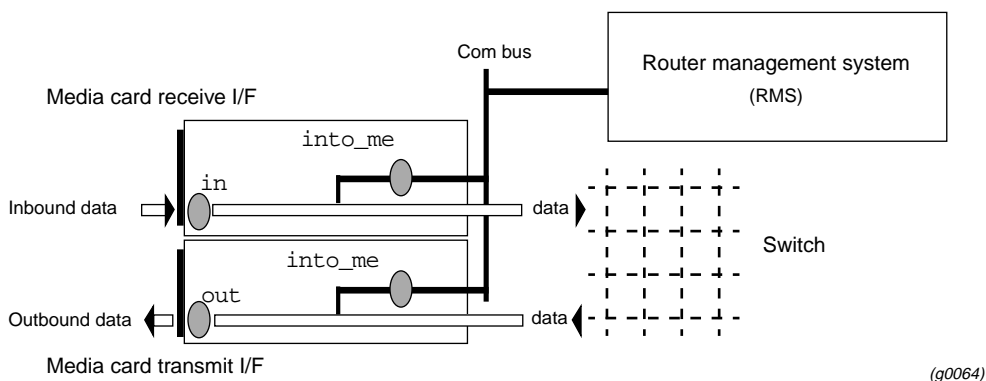 Com bus
Router management system
(RMS)
Media card receive I/F
into_me
in
Inbound data
data
Switch
into_me
out
Outbound data
data
Media card transmit I/F
(g0064)